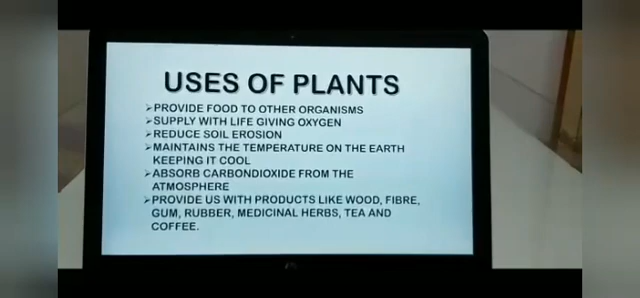 USES OF PLANTS
➢PROVIDE FOOD TO OTHER ORGANISMS
➢SUPPLY WITH LIFE GIVING OXYGEN
➢REDUCE SOIL EROSION
➢MAINTAINS THE TEMPERATURE ON THE EARTH
KEEPING IT COOL
➢ABSORB CARBONDIOXIDE FROM THE
ATMOSPHERE
➢PROVIDE US WITH PRODUCTS LIKE WOOD, FIBRE,
GUM, RUBBER, MEDICINAL HERBS, TEA AND
COFFEE.